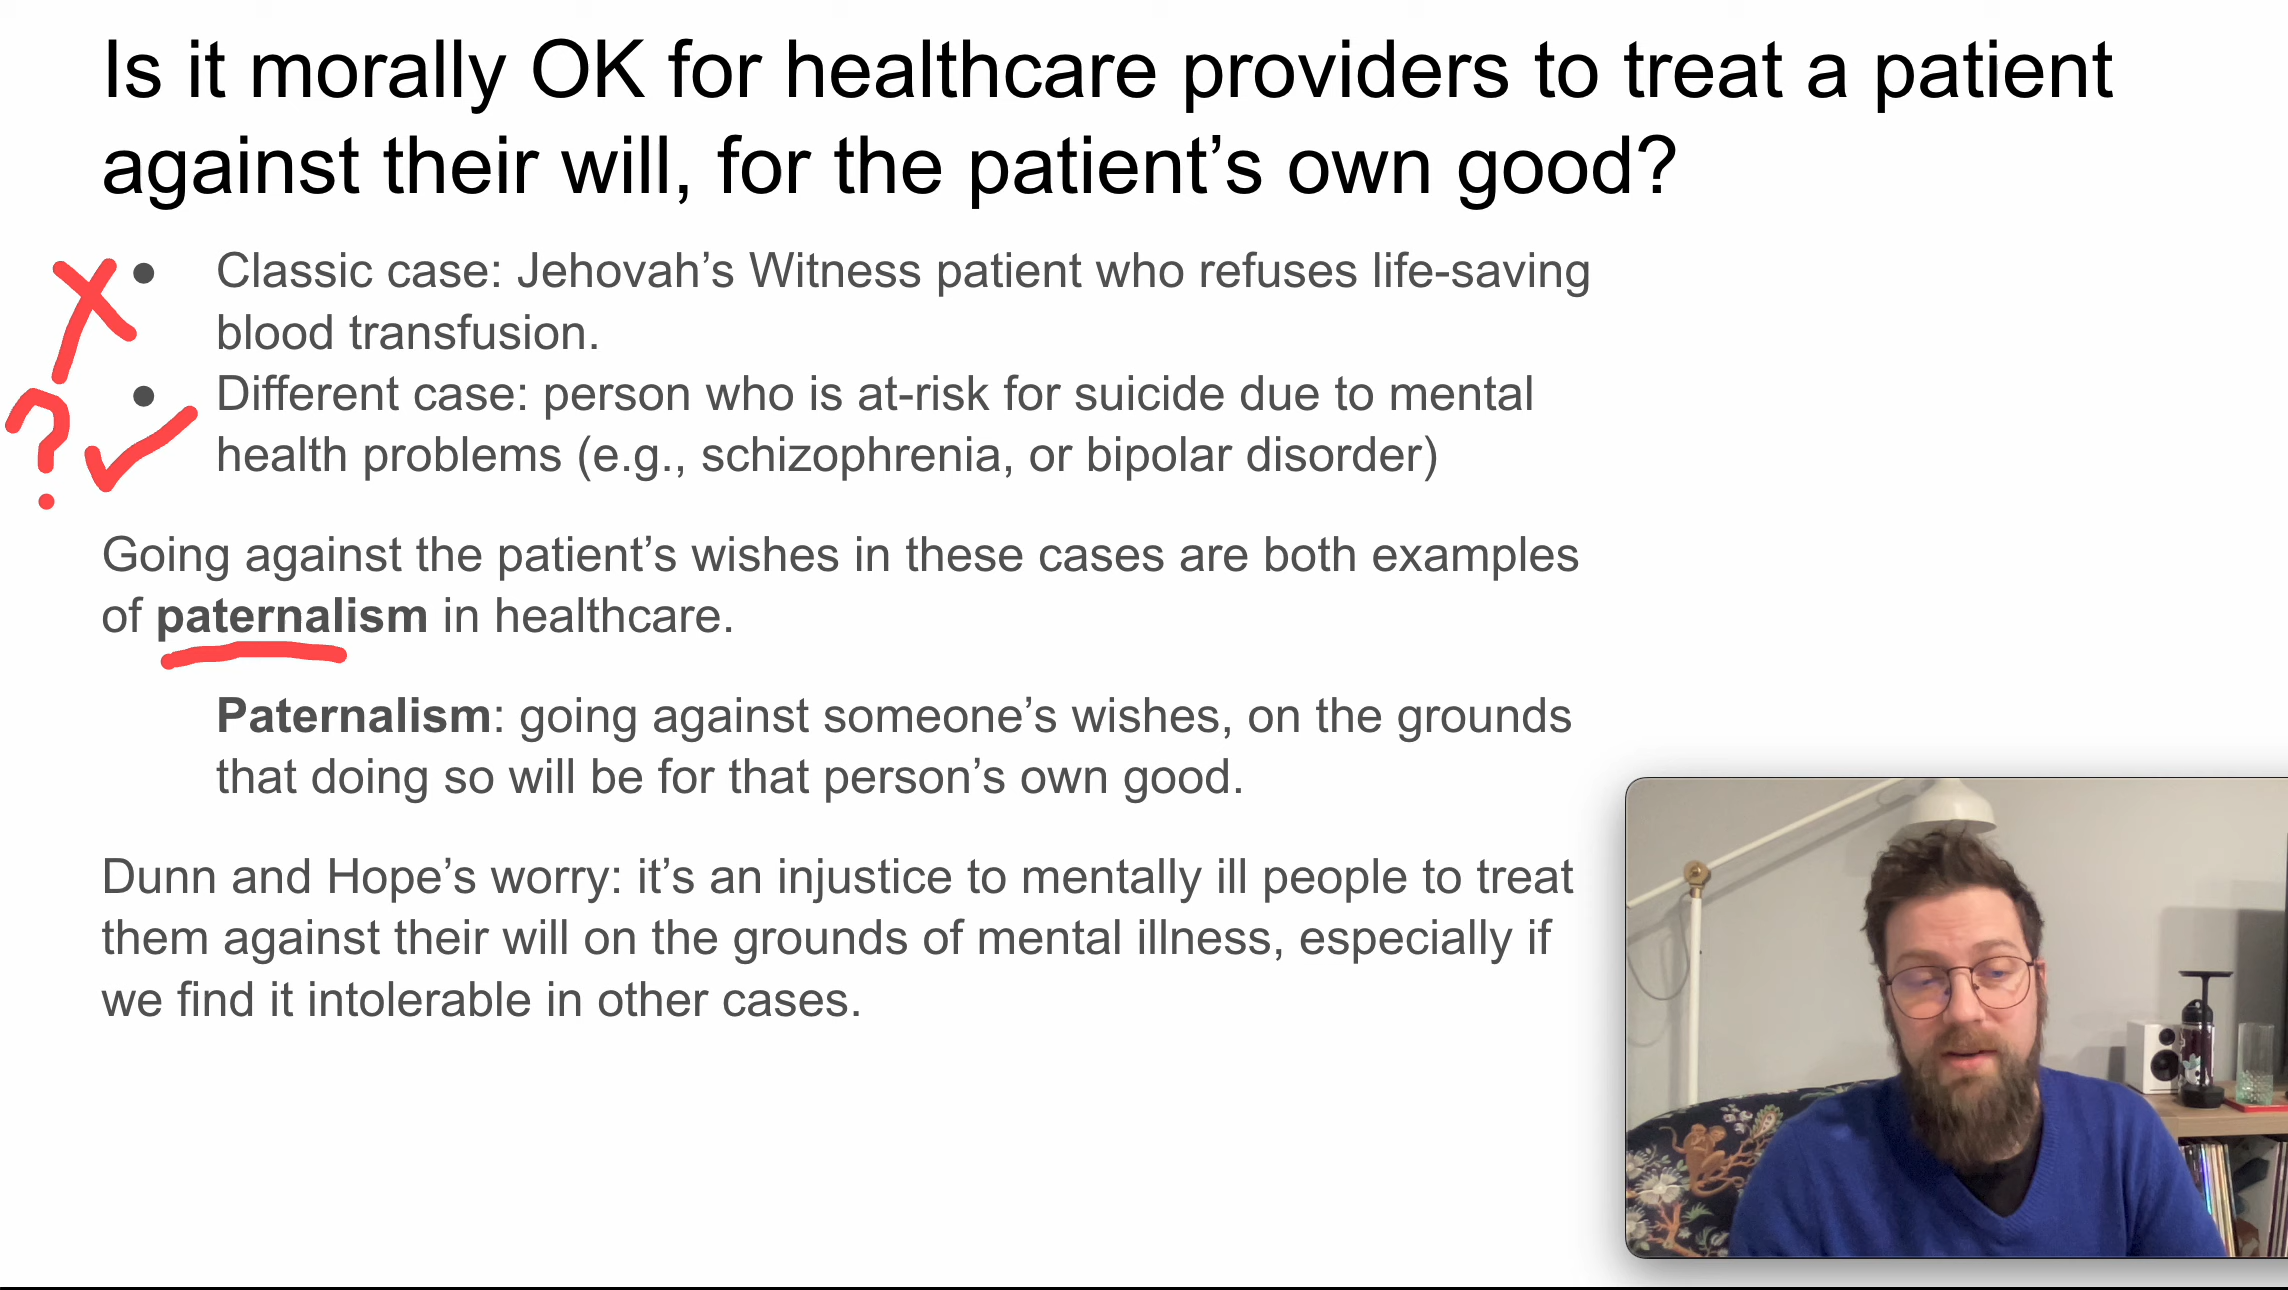 Is it morally OK for healthcare providers to treat a patient
against their will, for the patient’s own good?
● Classic case: Jehovah’s Witness patient who refuses life-saving
blood transfusion.
? ● Different case: person who is at-risk for suicide due to mental
health problems (e.g., schizophrenia, or bipolar disorder)
Going against the patient’s wishes in these cases are both examples
of paternalism in healthcare.
Paternalism: going against someone’s wishes, on the grounds
that doing so will be for that person’s own good.
Dunn and Hope’s worry: it’s an injustice to mentally ill people to treat
them against their will on the grounds of mental illness, especially if
we find it intolerable in other cases.